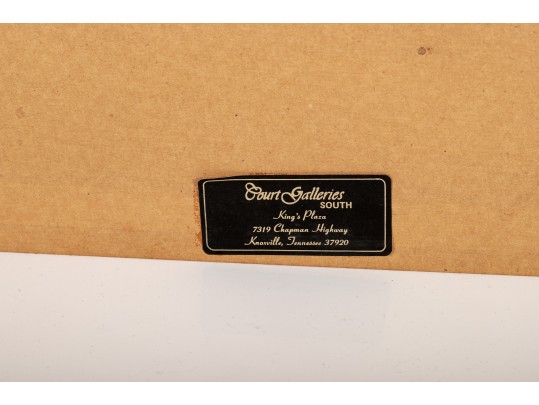 Court Galleries
SOUTH
King's Plaza
7319 Chapman Highway
Knoxville, Tennessee 37920